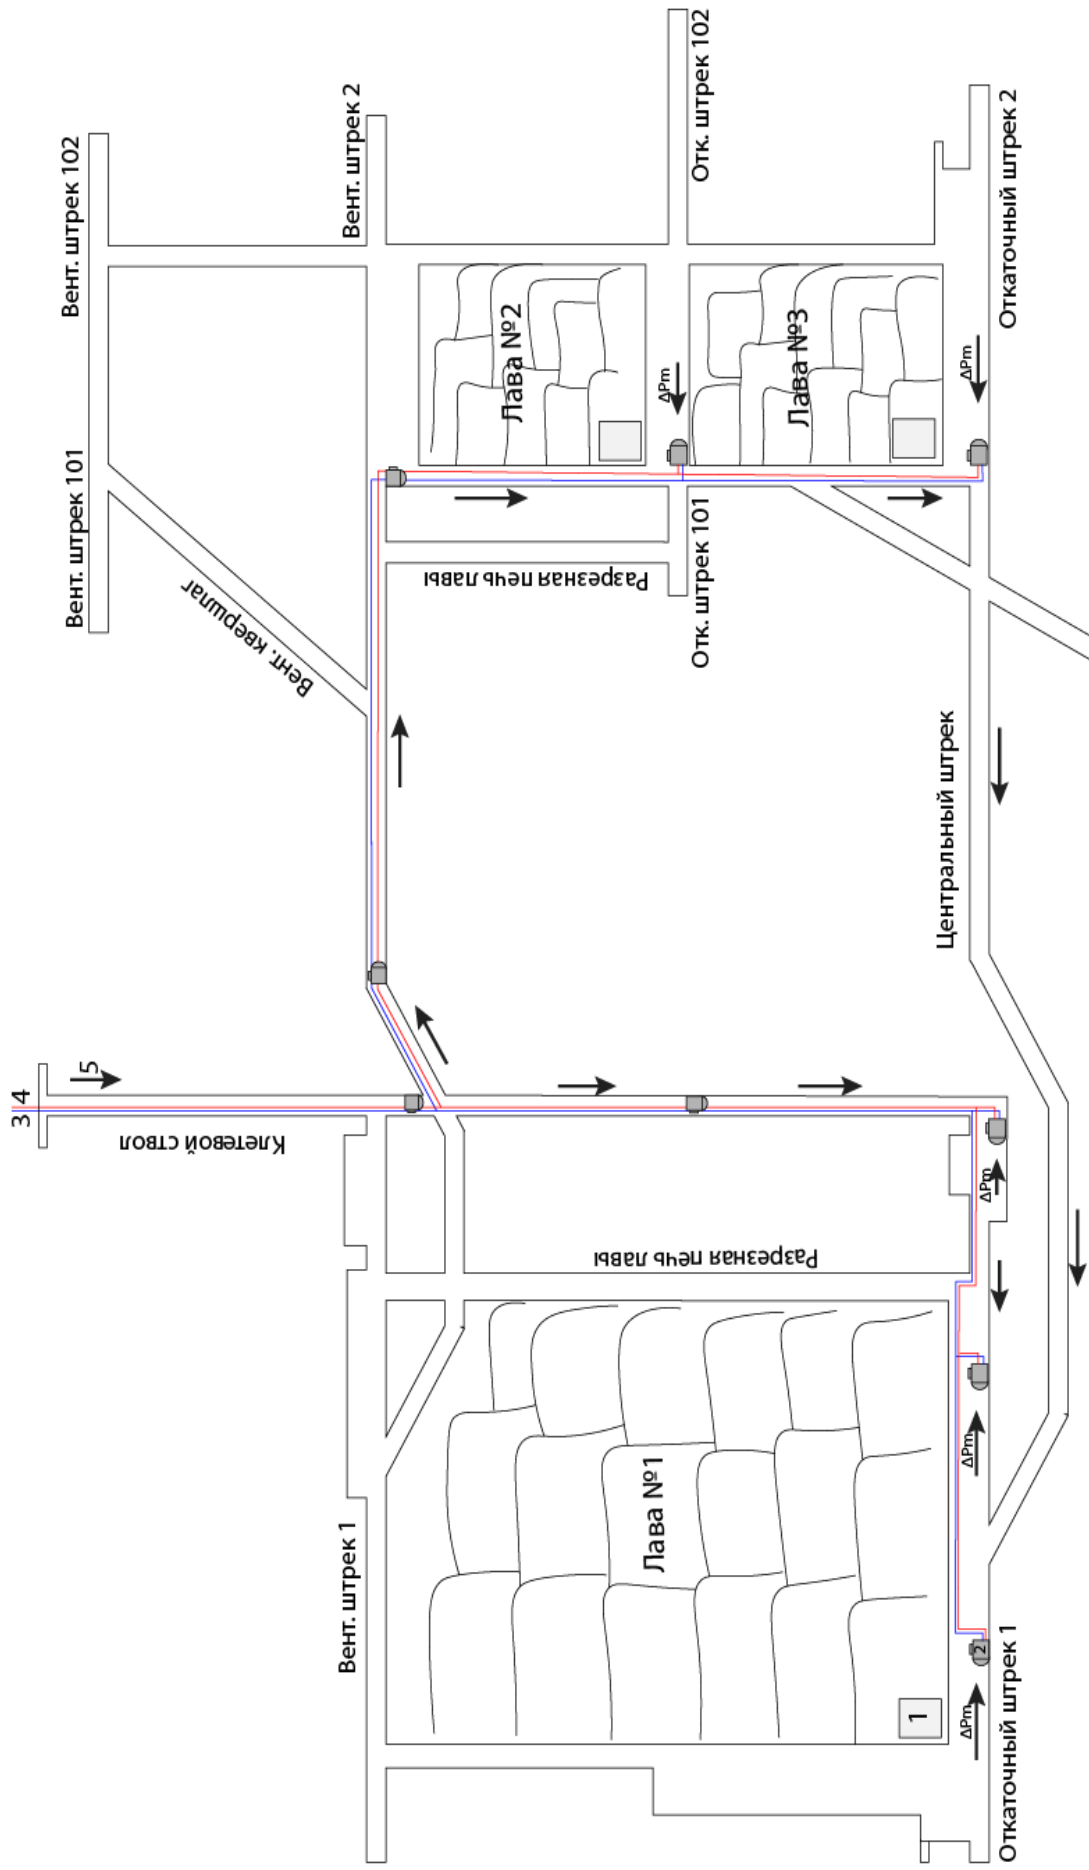 Вент. штрек 101
Вент. штрек 102
Вент. квершлаг
Вент. штрек 2
3 4
5
Клетевой ствол
Разрезная печь лавы
Лава №2
ΔPm
Отк. штрек 101
Отк. штрек 102
Лава №3
ΔPm
Центральный штрек
Откаточный штрек 2
Вент. штрек 1
Разрезная печь лавы
Лава №1
ΔPm
ΔPm
1
2
ΔPm
Откаточный штрек 1